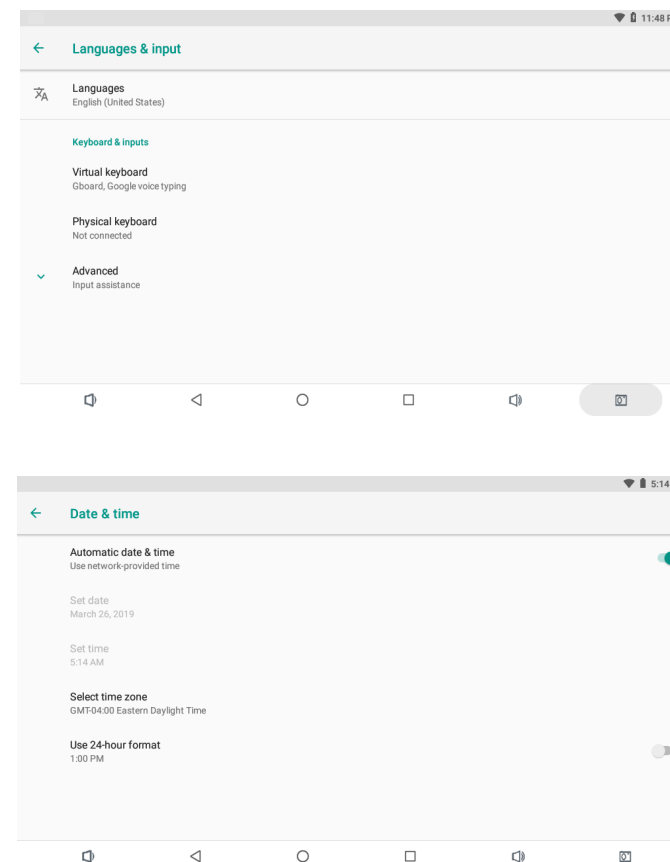 11:48 P
Languages & input
Languages
English (United States)
Keyboard & inputs
Virtual keyboard
Gboard, Google voice typing
Physical keyboard
Not connected
Advanced
Input assistance
5:14
Date & time
Automatic date & time
Use network-provided time
Set date
March 26, 2019
Set time
5:14 AM
Select time zone
GMT-04:00 Eastern Daylight Time
Use 24-hour format
1:00 PM